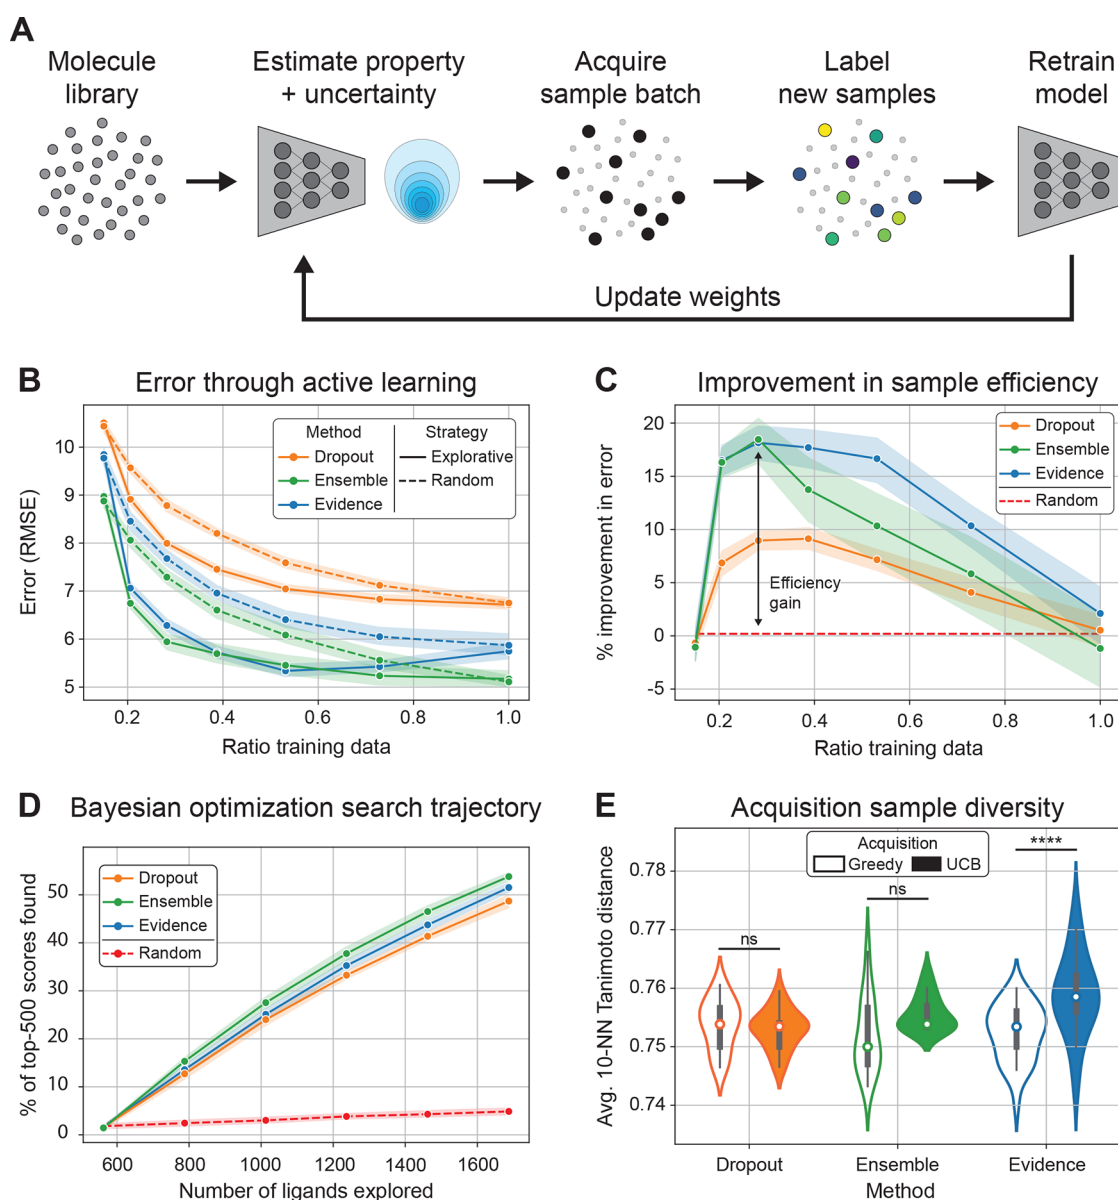 A
Molecule
library
Estimate property
+ uncertainty
Acquire
sample batch
Label
new samples
Retrain
model
Update weights
B
Error through active learning
Error (RMSE)
10
9
8
7
6
5
0.2
0.4
0.6
0.8
1.0
Ratio training data
Method
Strategy
Dropout
Explorative
Ensemble
Random
Evidence
C
Improvement in sample efficiency
% improvement in error
20
15
10
5
0
-5
0.2
0.4
0.6
0.8
1.0
Ratio training data
Dropout
Ensemble
Evidence
Random
Efficiency
gain
D
Bayesian optimization search trajectory
% of top-500 scores found
50
40
30
20
10
0
600
800
1000
1200
1400
1600
Number of ligands explored
Dropout
Ensemble
Evidence
Random
E
Acquisition sample diversity
Avg. 10-NN Tanimoto distance
0.78
0.77
0.76
0.75
0.74
Acquisition
Greedy
UCB
ns
ns
****
Dropout
Ensemble
Evidence
Method